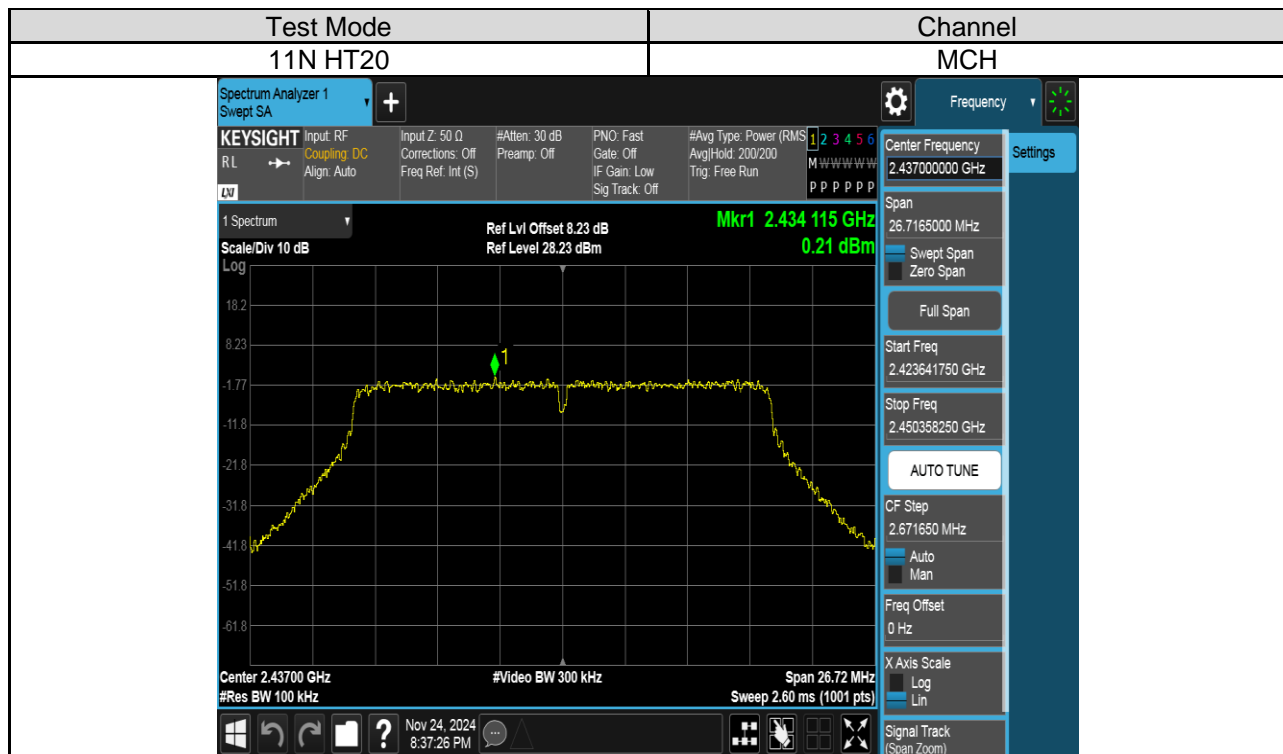 Test Mode Channel
11N HT20 MCH
Spectrum Analyzer 1
Swept SA
+
Frequency
KEYSIGHT Input: RF Input Z: 50 Ω #Atten: 30 dB PNO: Fast #Avg Type: Power (RMS 1 2 3 4 5 6
R L Coupling: DC Corrections: Off Preamp: Off Gate: Off Avg|Hold: 200/200 M W W W W W
Align: Auto Freq Ref: Int (S) IF Gain: Low Trig: Free Run
LXI Sig Track: Off P P P P P P
Center Frequency
2.437000000 GHz
Settings
Span
26.7165000 MHz
Swept Span
Zero Span
Full Span
Start Freq
2.423641750 GHz
Stop Freq
2.450358250 GHz
AUTO TUNE
CF Step
2.671650 MHz
Auto
Man
Freq Offset
0 Hz
X Axis Scale
Log
Lin
Signal Track
(Span Zoom)
1 Spectrum Ref Lvl Offset 8.23 dB Mkr1 2.434 115 GHz
Scale/Div 10 dB Ref Level 28.23 dBm 0.21 dBm
Log
18.2
8.23
1
-1.77
-11.8
-21.8
-31.8
-41.8
-51.8
-61.8
Center 2.43700 GHz #Video BW 300 kHz Span 26.72 MHz
#Res BW 100 kHz Sweep 2.60 ms (1001 pts)
? Nov 24, 2024
8:37:26 PM